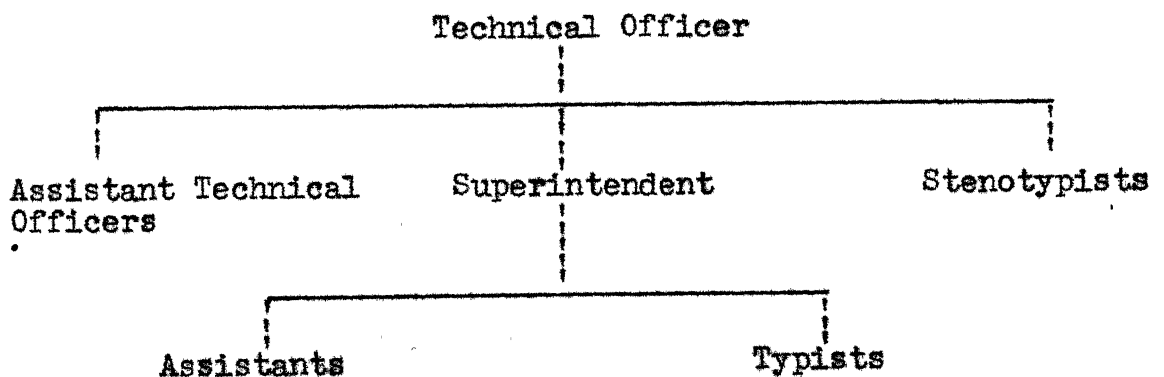 Technical Officer
Assistant Technical
Officers
Superintendent
Stenotypists
Assistants
Typists